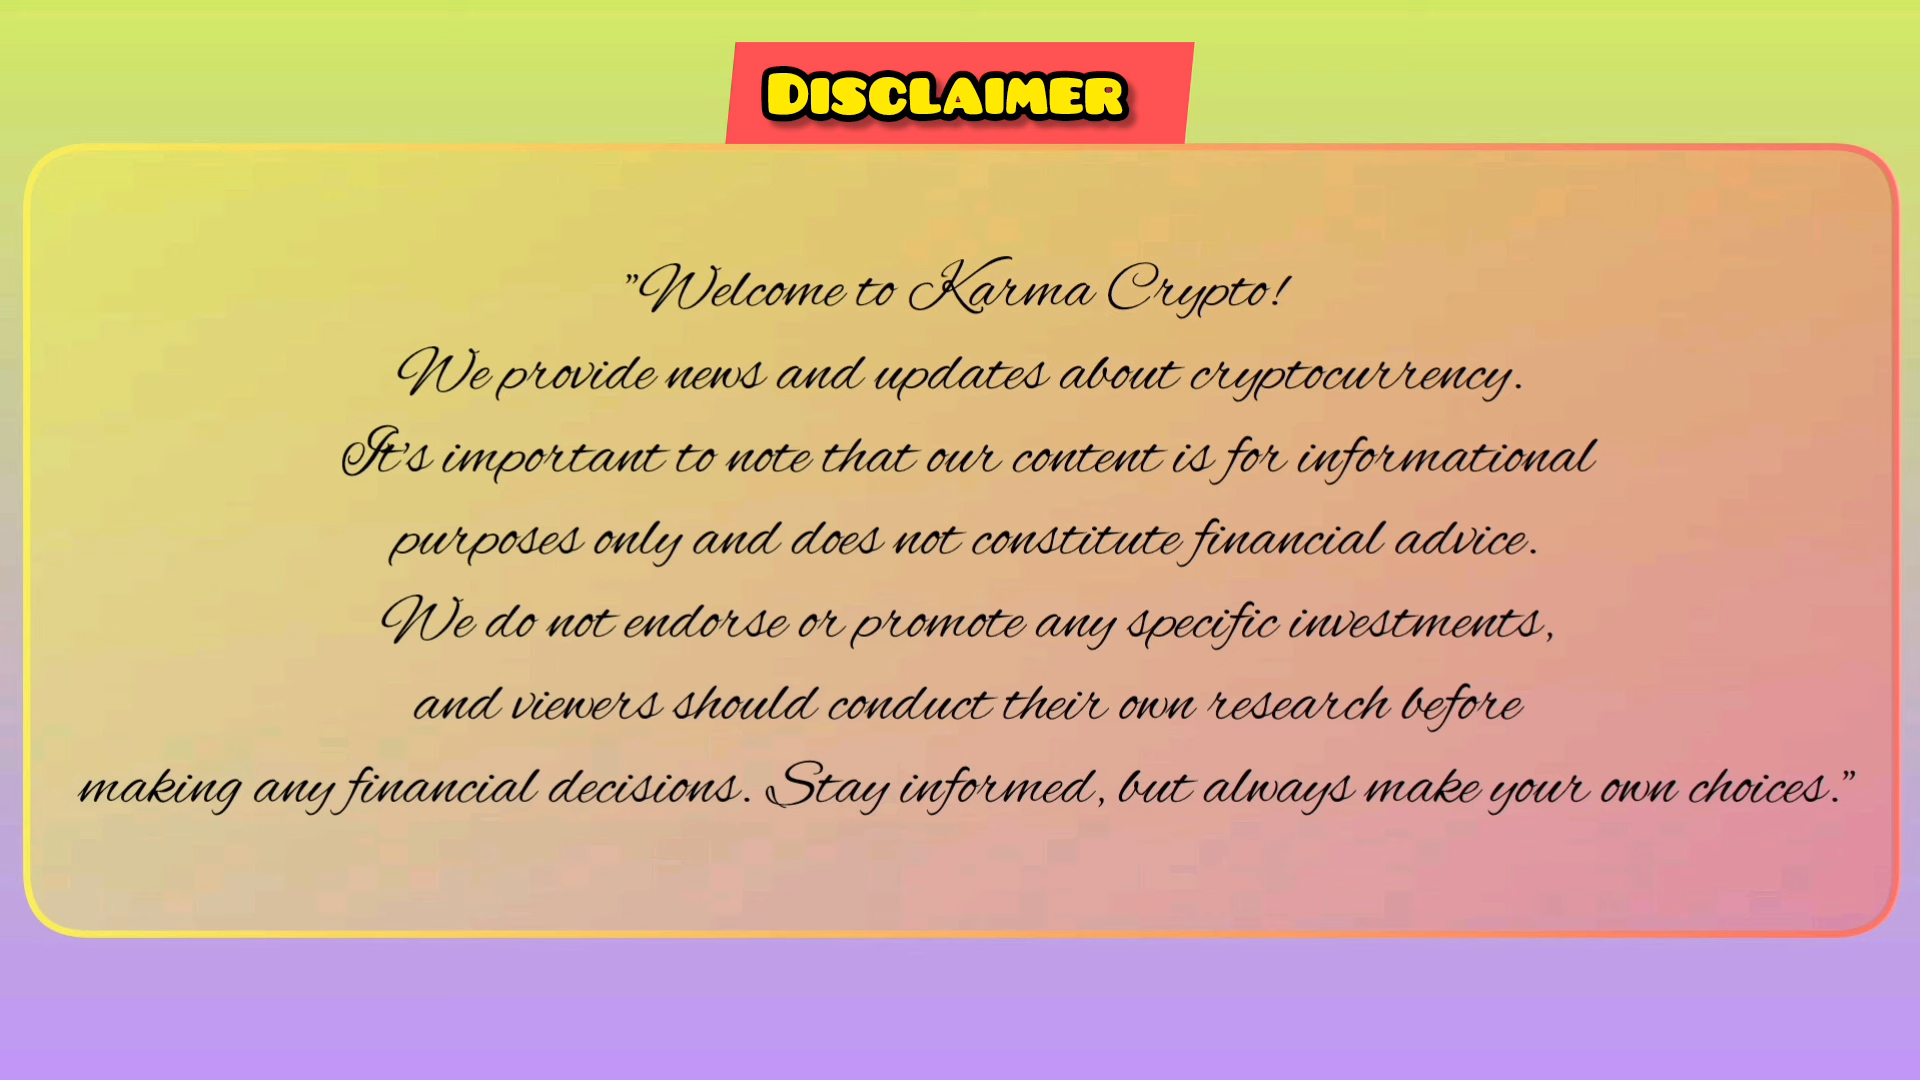 Disclaimer
"Welcome to Karma Crypto!
We provide news and updates about cryptocurrency.
It's important to note that our content is for informational
purposes only and does not constitute financial advice.
We do not endorse or promote any specific investments,
and viewers should conduct their own research before
making any financial decisions. Stay informed, but always make your own choices."